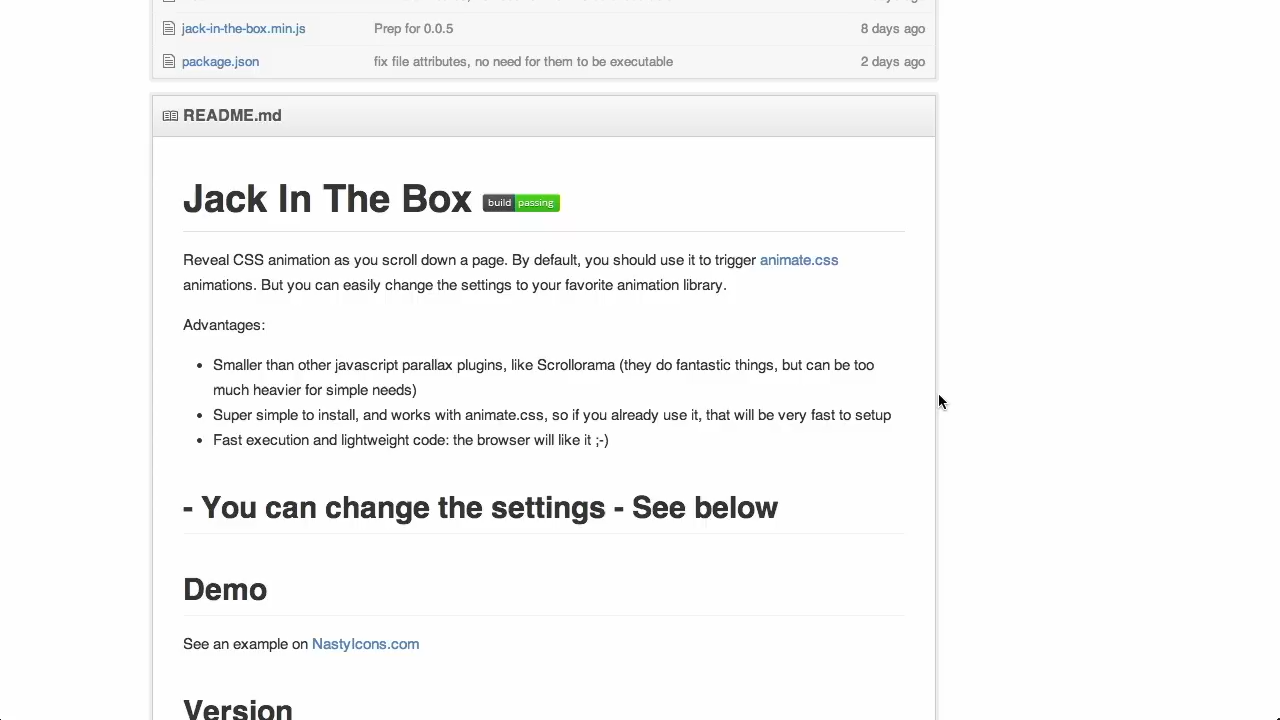 jack-in-the-box.min.js Prep for 0.0.5 8 days ago
package.json fix file attributes, no need for them to be executable 2 days ago
README.md
Jack In The Box build passing
Reveal CSS animation as you scroll down a page. By default, you should use it to trigger animate.css
animations. But you can easily change the settings to your favorite animation library.
Advantages:
• Smaller than other javascript parallax plugins, like Scrollorama (they do fantastic things, but can be too
much heavier for simple needs)
• Super simple to install, and works with animate.css, so if you already use it, that will be very fast to setup
• Fast execution and lightweight code: the browser will like it ;-)
- You can change the settings - See below
Demo
See an example on NastyIcons.com
Version